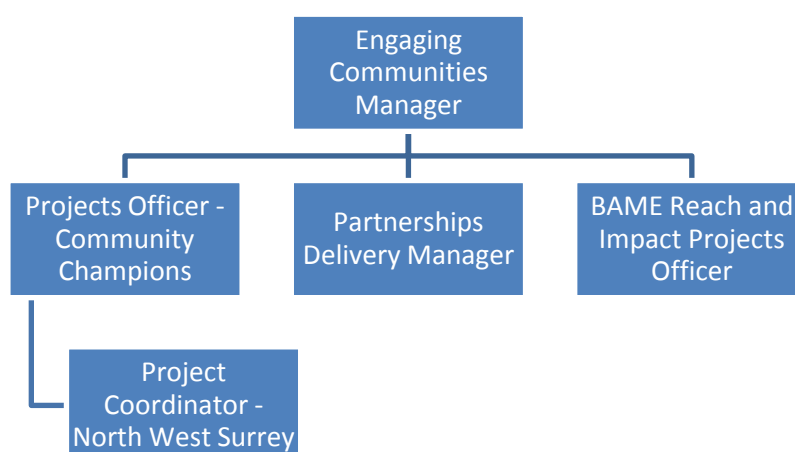 Engaging
Communities
Manager
Projects Officer -
Community
Champions
Partnerships
Delivery Manager
BAME Reach and
Impact Projects
Officer
Project
Coordinator -
North West Surrey